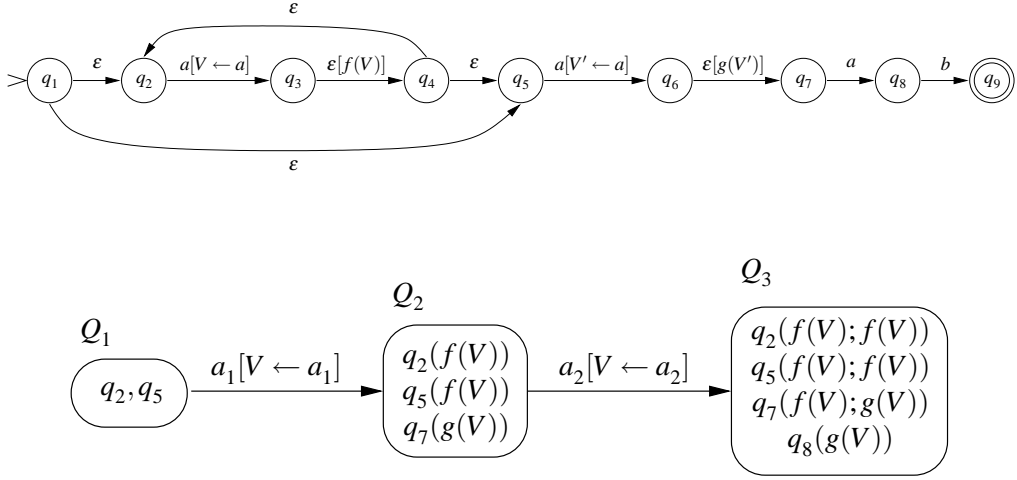 ε
q1 ε q2 a[V ← a] q3 ε[f(V)] q4 ε q5 a[V′ ← a] q6 ε[g(V′)] q7 a q8 b q9
ε
Q1
q2, q5
a1[V ← a1]
Q2
q2(f(V))
q5(f(V))
q7(g(V))
a2[V ← a2]
Q3
q2(f(V); f(V))
q5(f(V); f(V))
q7(f(V); g(V))
q8(g(V))